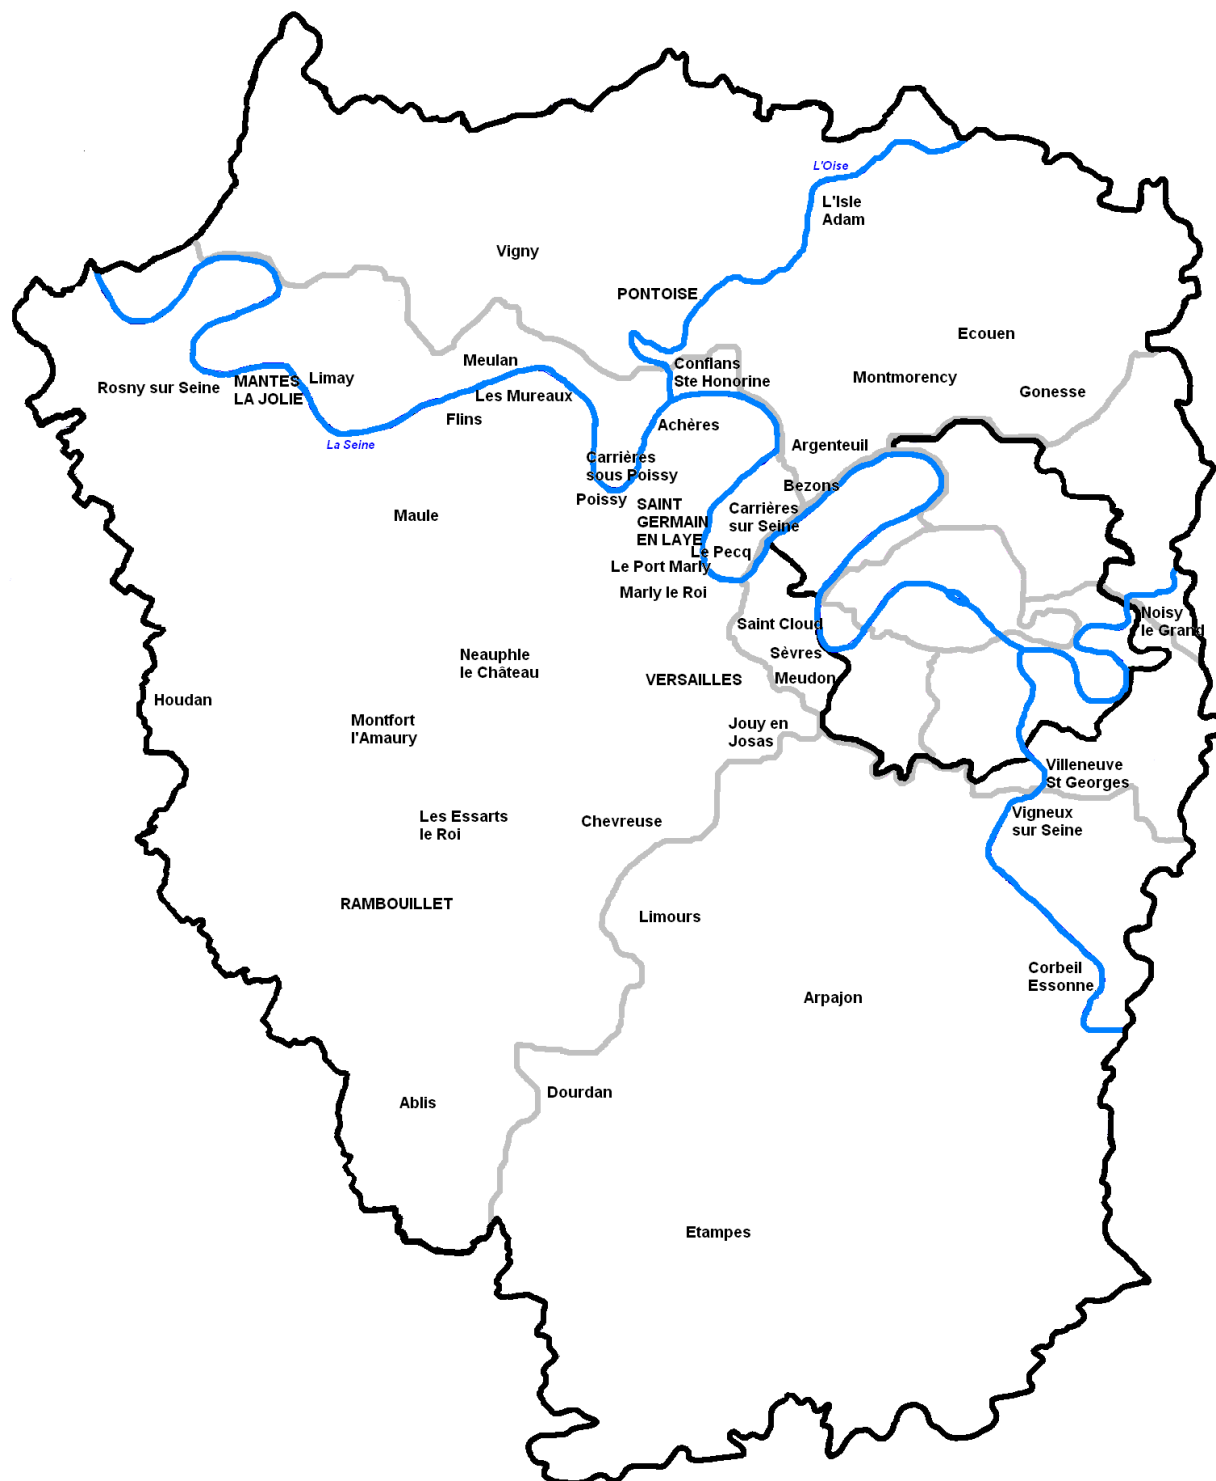 L'Oise
L'Isle
Adam
Vigny
PONTOISE
Ecouen
Conflans
Ste Honorine
Meulan
Montmorency
Limay
Rosny sur Seine
MANTES
LA JOLIE
Gonesse
Les Mureaux
Flins
Achères
La Seine
Argenteuil
Carrières
sous Poissy
Bezons
Poissy
SAINT
GERMAIN
EN LAYE
Carrières
sur Seine
Maule
Le Pecq
Le Port Marly
Marly le Roi
Noisy
le Grand
Saint Cloud
Sèvres
Neauphle
le Château
VERSAILLES
Meudon
Houdan
Montfort
l'Amaury
Jouy en
Josas
Villeneuve
St Georges
Les Essarts
le Roi
Chevreuse
Vigneux
sur Seine
RAMBOUILLET
Limours
Corbeil
Essonne
Arpajon
Ablis
Dourdan
Etampes